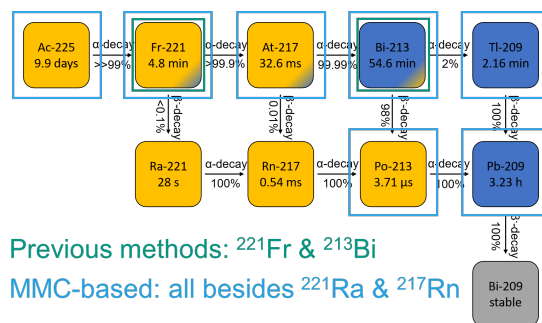 Ac-225 α-decay Fr-221 α-decay At-217 α-decay Bi-213 α-decay Tl-209
9.9 days >>99% 4.8 min >99.9% 32.6 ms 99.99% 54.6 min 2% 2.16 min
β-decay β-decay β-decay β-decay
<0.1% 0.01% 98% 100%
Ra-221 α-decay Rn-217 α-decay Po-213 α-decay Pb-209
28 s 100% 0.54 ms 100% 3.71 µs 100% 3.23 h
β-decay
100%
Previous methods: ²²¹Fr & ²¹³Bi
MMC-based: all besides ²²¹Ra & ²¹⁷Rn
Bi-209
stable